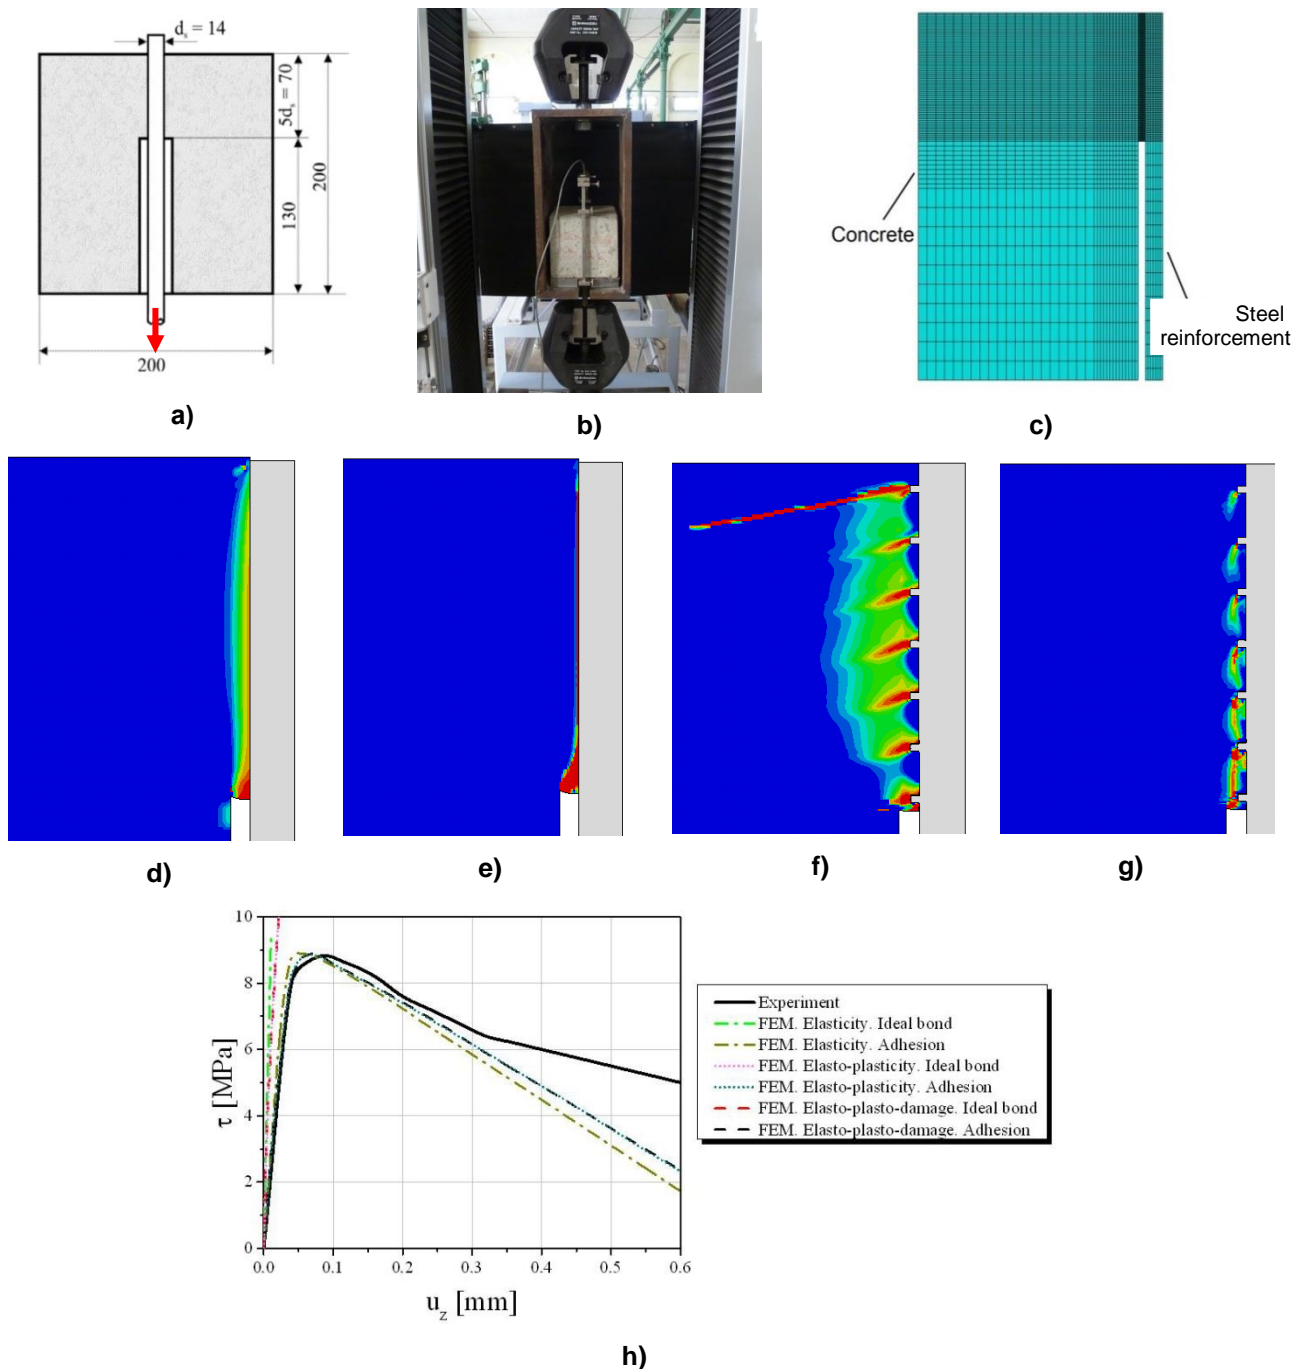 d_s = 14
5d_s = 70
130
200
200
a)
b)
Concrete
Steel
reinforcement
c)
d)
e)
f)
g)
10
8
6
4
2
0
τ [MPa]
0.0 0.1 0.2 0.3 0.4 0.5 0.6
u_z [mm]
Experiment
FEM. Elasticity. Ideal bond
FEM. Elasticity. Adhesion
FEM. Elasto-plasticity. Ideal bond
FEM. Elasto-plasticity. Adhesion
FEM. Elasto-plasto-damage. Ideal bond
FEM. Elasto-plasto-damage. Adhesion
h)